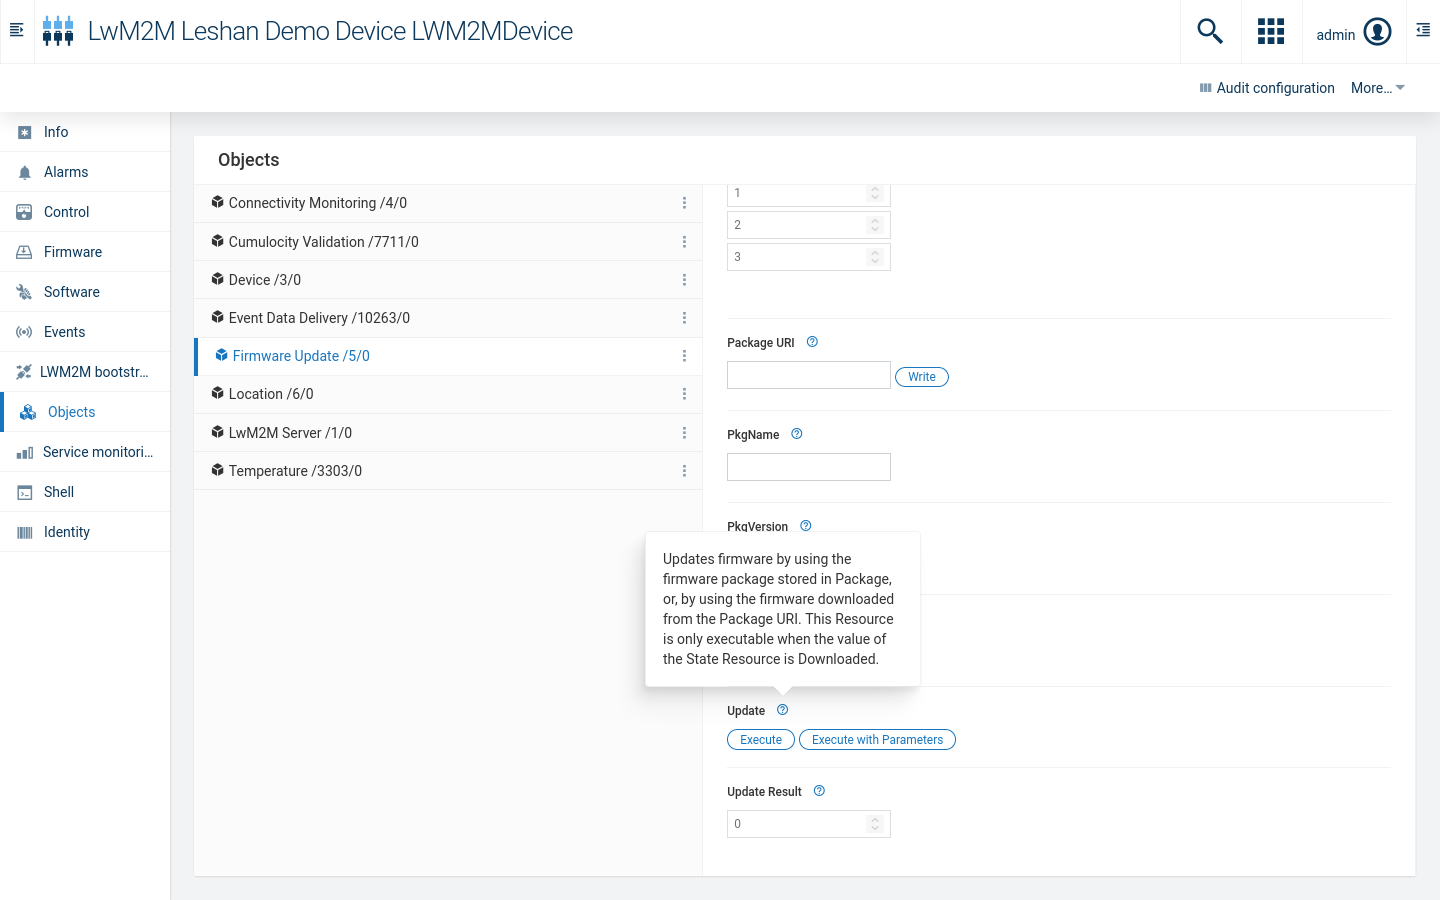 LwM2M Leshan Demo Device LWM2MDevice
admin
Audit configuration
More...
Info
Alarms
Control
Firmware
Software
Events
LWM2M bootstr...
Objects
Service monitori...
Shell
Identity
Objects
Connectivity Monitoring /4/0
Cumulocity Validation /7711/0
Device /3/0
Event Data Delivery /10263/0
Firmware Update /5/0
Location /6/0
LwM2M Server /1/0
Temperature /3303/0
1
2
3
Package URI
Write
PkgName
PkgVersion
Updates firmware by using the
firmware package stored in Package,
or, by using the firmware downloaded
from the Package URI. This Resource
is only executable when the value of
the State Resource is Downloaded.
Update
Execute
Execute with Parameters
Update Result
0